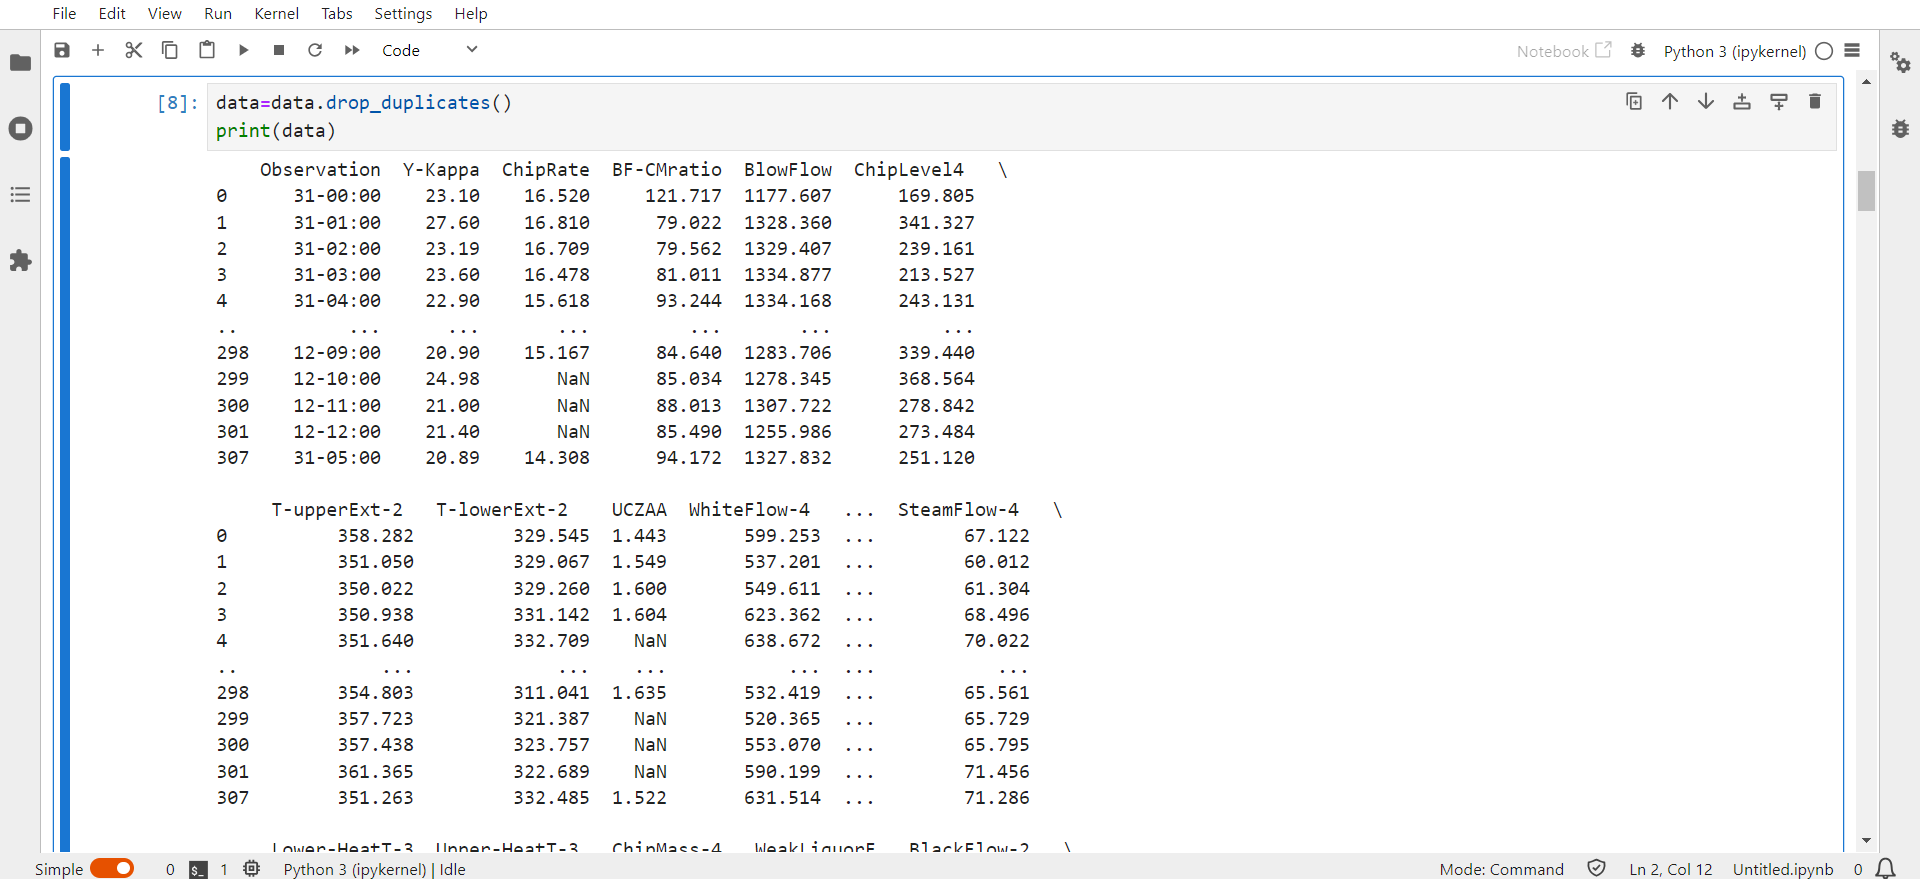 File Edit View Run Kernel Tabs Settings Help
Code Notebook Python 3 (ipykernel)
[8]: data=data.drop_duplicates()
print(data)
Observation Y-Kappa ChipRate BF-CMratio BlowFlow ChipLevel4 \
0 31-00:00 23.10 16.520 121.717 1177.607 169.805
1 31-01:00 27.60 16.810 79.022 1328.360 341.327
2 31-02:00 23.19 16.709 79.562 1329.407 239.161
3 31-03:00 23.60 16.478 81.011 1334.877 213.527
4 31-04:00 22.90 15.618 93.244 1334.168 243.131
.. ... ... ... ... ... ...
298 12-09:00 20.90 15.167 84.640 1283.706 339.440
299 12-10:00 24.98 NaN 85.034 1278.345 368.564
300 12-11:00 21.00 NaN 88.013 1307.722 278.842
301 12-12:00 21.40 NaN 85.490 1255.986 273.484
307 31-05:00 20.89 14.308 94.172 1327.832 251.120
T-upperExt-2 T-lowerExt-2 UCZAA WhiteFlow-4 ... SteamFlow-4 \
0 358.282 329.545 1.443 599.253 ... 67.122
1 351.050 329.067 1.549 537.201 ... 60.012
2 350.022 329.260 1.600 549.611 ... 61.304
3 350.938 331.142 1.604 623.362 ... 68.496
4 351.640 332.709 NaN 638.672 ... 70.022
.. ... ... ... ... ... ...
298 354.803 311.041 1.635 532.419 ... 65.561
299 357.723 321.387 NaN 520.365 ... 65.729
300 357.438 323.757 NaN 553.070 ... 65.795
301 361.365 322.689 NaN 590.199 ... 71.456
307 351.263 332.485 1.522 631.514 ... 71.286
Lower-HeatT-3 Upper-HeatT-3 ChipMass-4 WeakLiquorF BlackFlow-2 \
Simple 0 $_ 1 Python 3 (ipykernel) | Idle Mode: Command Ln 2, Col 12 Untitled.ipynb 0